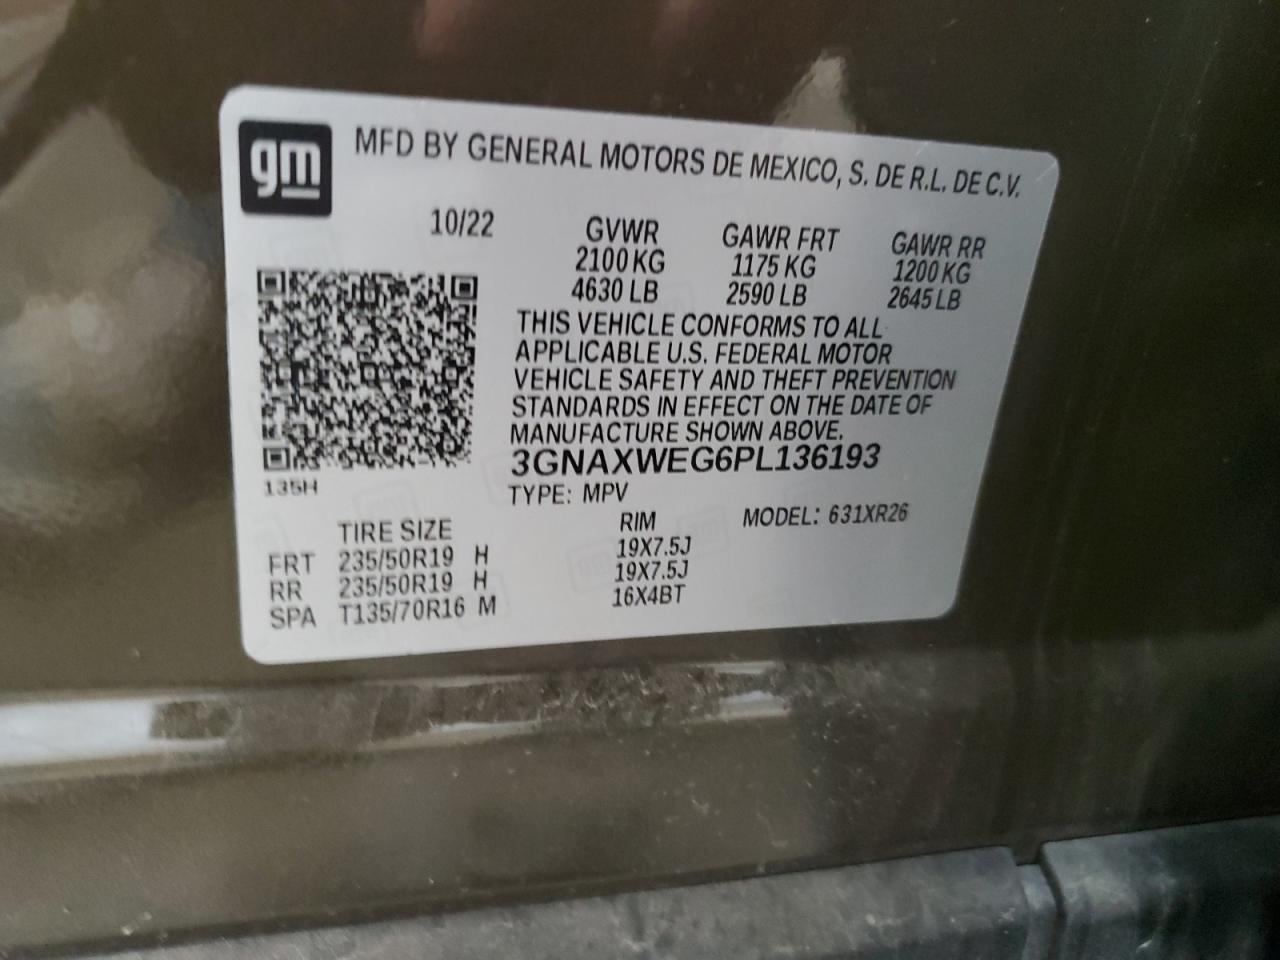 gm
MFD BY GENERAL MOTORS DE MEXICO, S. DE R.L. DE C.V.
10/22 GVWR GAWR FRT GAWR RR
2100 KG 1175 KG 1200 KG
4630 LB 2590 LB 2645 LB
THIS VEHICLE CONFORMS TO ALL
APPLICABLE U.S. FEDERAL MOTOR
VEHICLE SAFETY AND THEFT PREVENTION
STANDARDS IN EFFECT ON THE DATE OF
MANUFACTURE SHOWN ABOVE.
3GNAXWEG6PL136193
135H
TYPE: MPV
TIRE SIZE RIM MODEL: 631XR26
FRT 235/50R19 H 19X7.5J
RR 235/50R19 H 19X7.5J
SPA T135/70R16 M 16X4BT